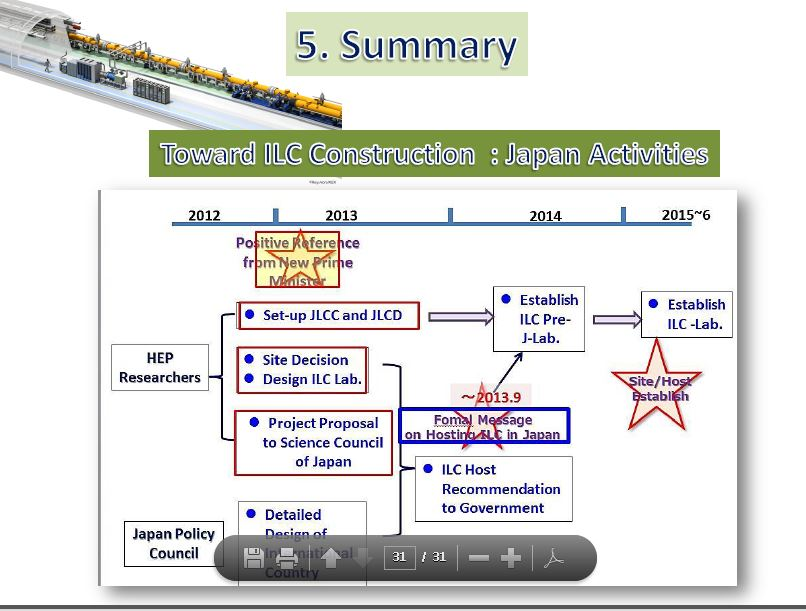 5. Summary
Toward ILC Construction : Japan Activities
2012
2013
2014
2015~6
Positive Reference
from New Prime
Minister
Set-up JLCC and JLCD
Establish
ILC Pre-
J-Lab.
Establish
ILC -Lab.
HEP
Researchers
Site Decision
Design ILC Lab.
Site/Host
Establish
～2013.9
Fomal Message
on Hosting ILC in Japan
Project Proposal
to Science Council
of Japan
ILC Host
Recommendation
to Government
Japan Policy
Council
Detailed
Design of
International
Country
31 / 31